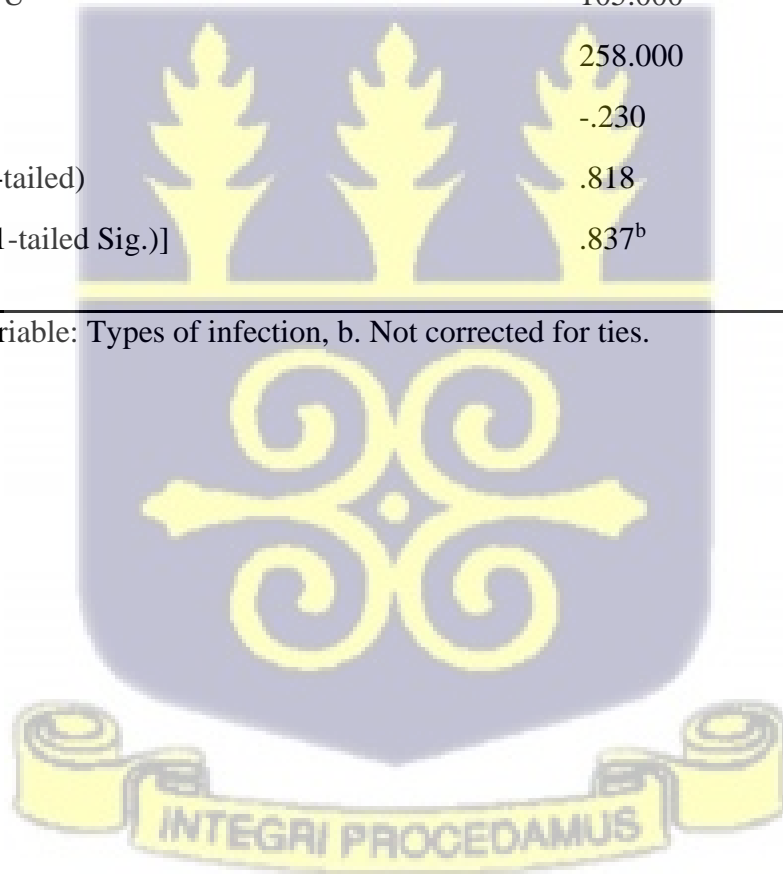 258.000
-.230
-tailed) .818
1-tailed Sig.)] .837ᵇ
riable: Types of infection, b. Not corrected for ties.
INTEGRI PROCEDAMUS